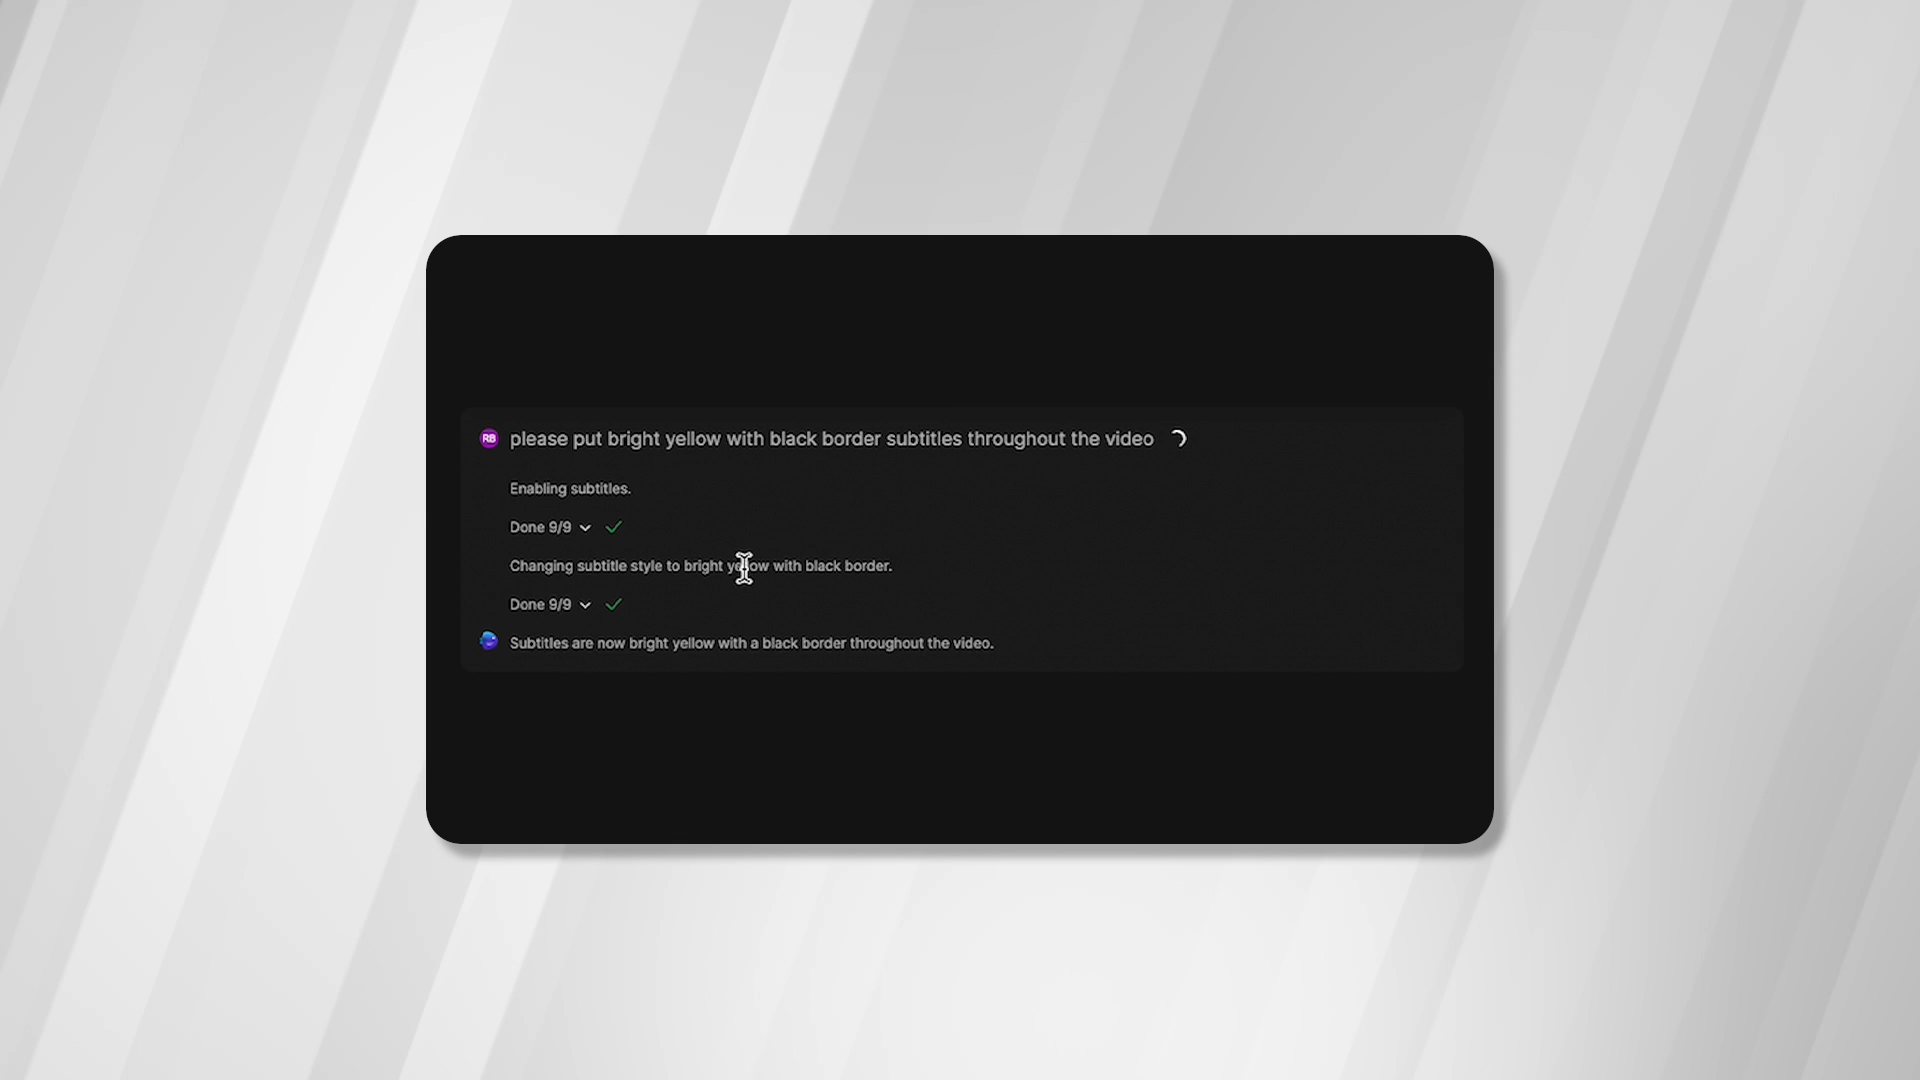 RB please put bright yellow with black border subtitles throughout the video
Enabling subtitles.
Done 9/9
Changing subtitle style to bright yellow with black border.
Done 9/9
Subtitles are now bright yellow with a black border throughout the video.